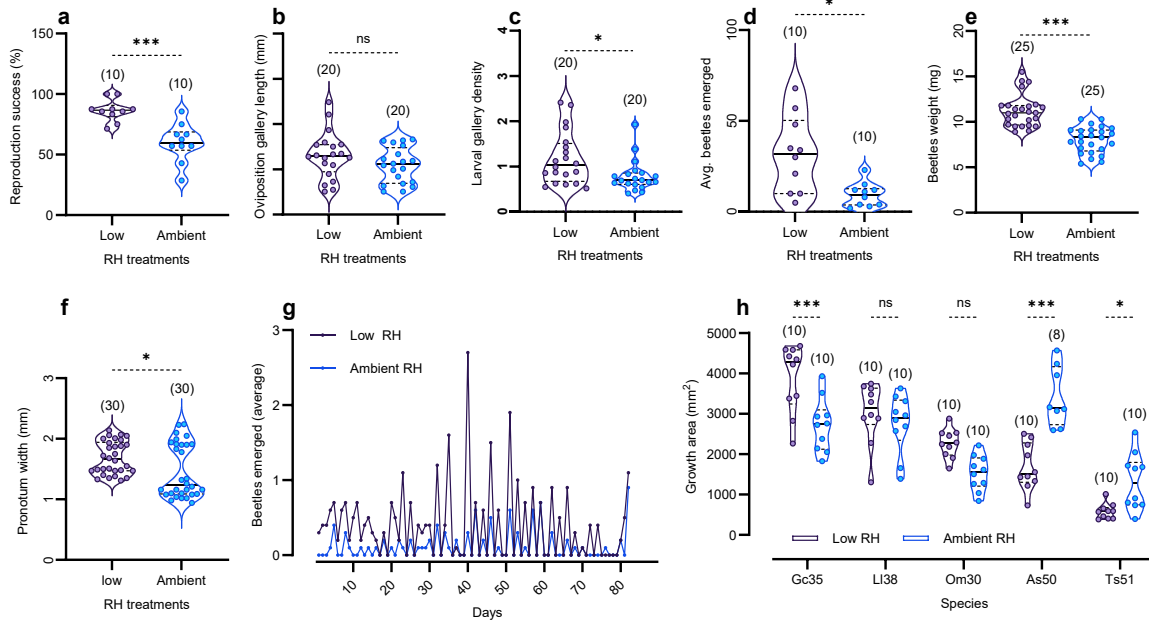 a
Reproduction success (%)
150
100
50
0
***
(10)
(10)
Low
Ambient
RH treatments
b
Oviposition gallery length (mm)
ns
(20)
(20)
Low
Ambient
RH treatments
c
Larval gallery density
4
3
2
1
0
*
(20)
(20)
Low
Ambient
RH treatments
d
Avg. beetles emerged
100
50
0
*
(10)
(10)
Low
Ambient
RH treatments
e
Beetles weight (mg)
20
15
10
5
0
***
(25)
(25)
Low
Ambient
RH treatments
f
Pronotum width (mm)
3
2
1
0
*
(30)
(30)
low
Ambient
RH treatments
g
Beetles emerged (average)
3
2
1
0
Low RH
Ambient RH
10
20
30
40
50
60
70
80
Days
h
Growth area (mm²)
5000
4000
3000
2000
1000
0
***
ns
ns
***
*
(10)
(10)
(10)
(10)
(10)
(10)
(10)
(8)
(10)
(10)
Low RH
Ambient RH
Gc35
Ll38
Om30
As50
Ts51
Species